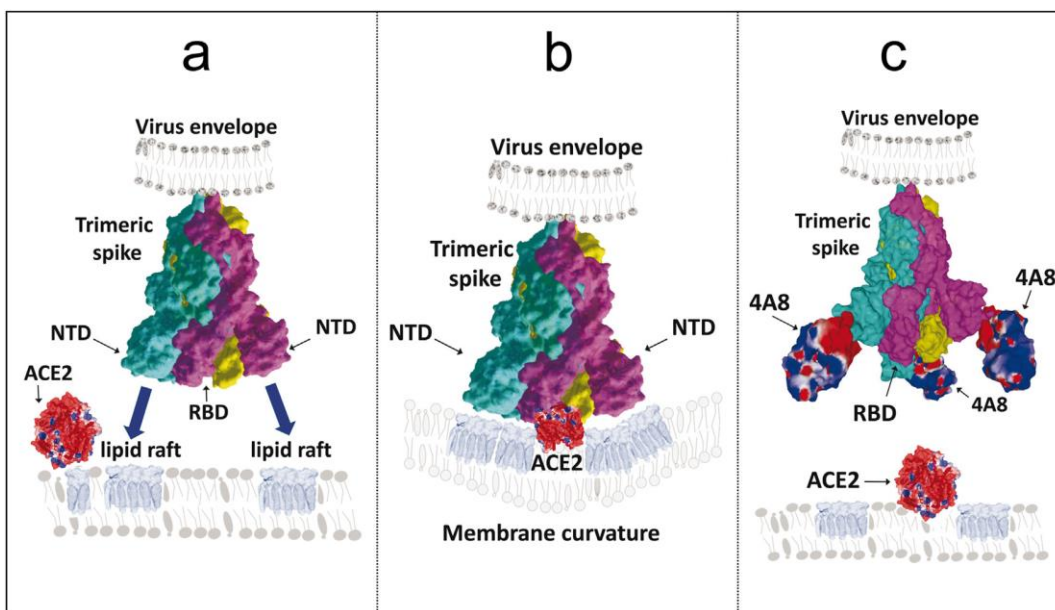 a
Virus envelope
Trimeric
spike
NTD
NTD
ACE2
RBD
lipid raft
lipid raft
b
Virus envelope
Trimeric
spike
NTD
NTD
ACE2
Membrane curvature
c
Virus envelope
Trimeric
spike
4A8
4A8
RBD
4A8
ACE2